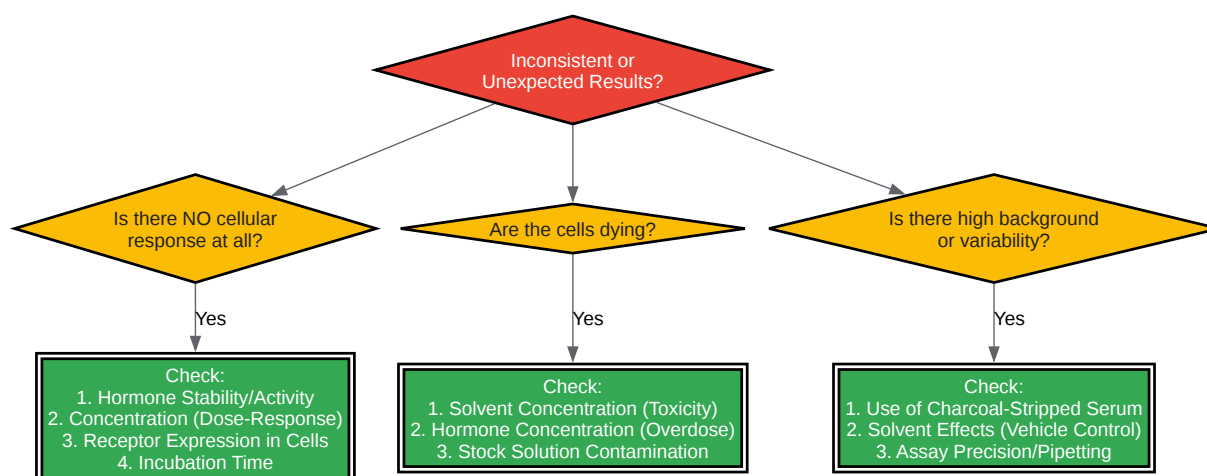 Inconsistent or
Unexpected Results?
Is there NO cellular
response at all?
Are the cells dying?
Is there high background
or variability?
Yes
Yes
Yes
Check:
1. Hormone Stability/Activity
2. Concentration (Dose-Response)
3. Receptor Expression in Cells
4. Incubation Time
Check:
1. Solvent Concentration (Toxicity)
2. Hormone Concentration (Overdose)
3. Stock Solution Contamination
Check:
1. Use of Charcoal-Stripped Serum
2. Solvent Effects (Vehicle Control)
3. Assay Precision/Pipetting